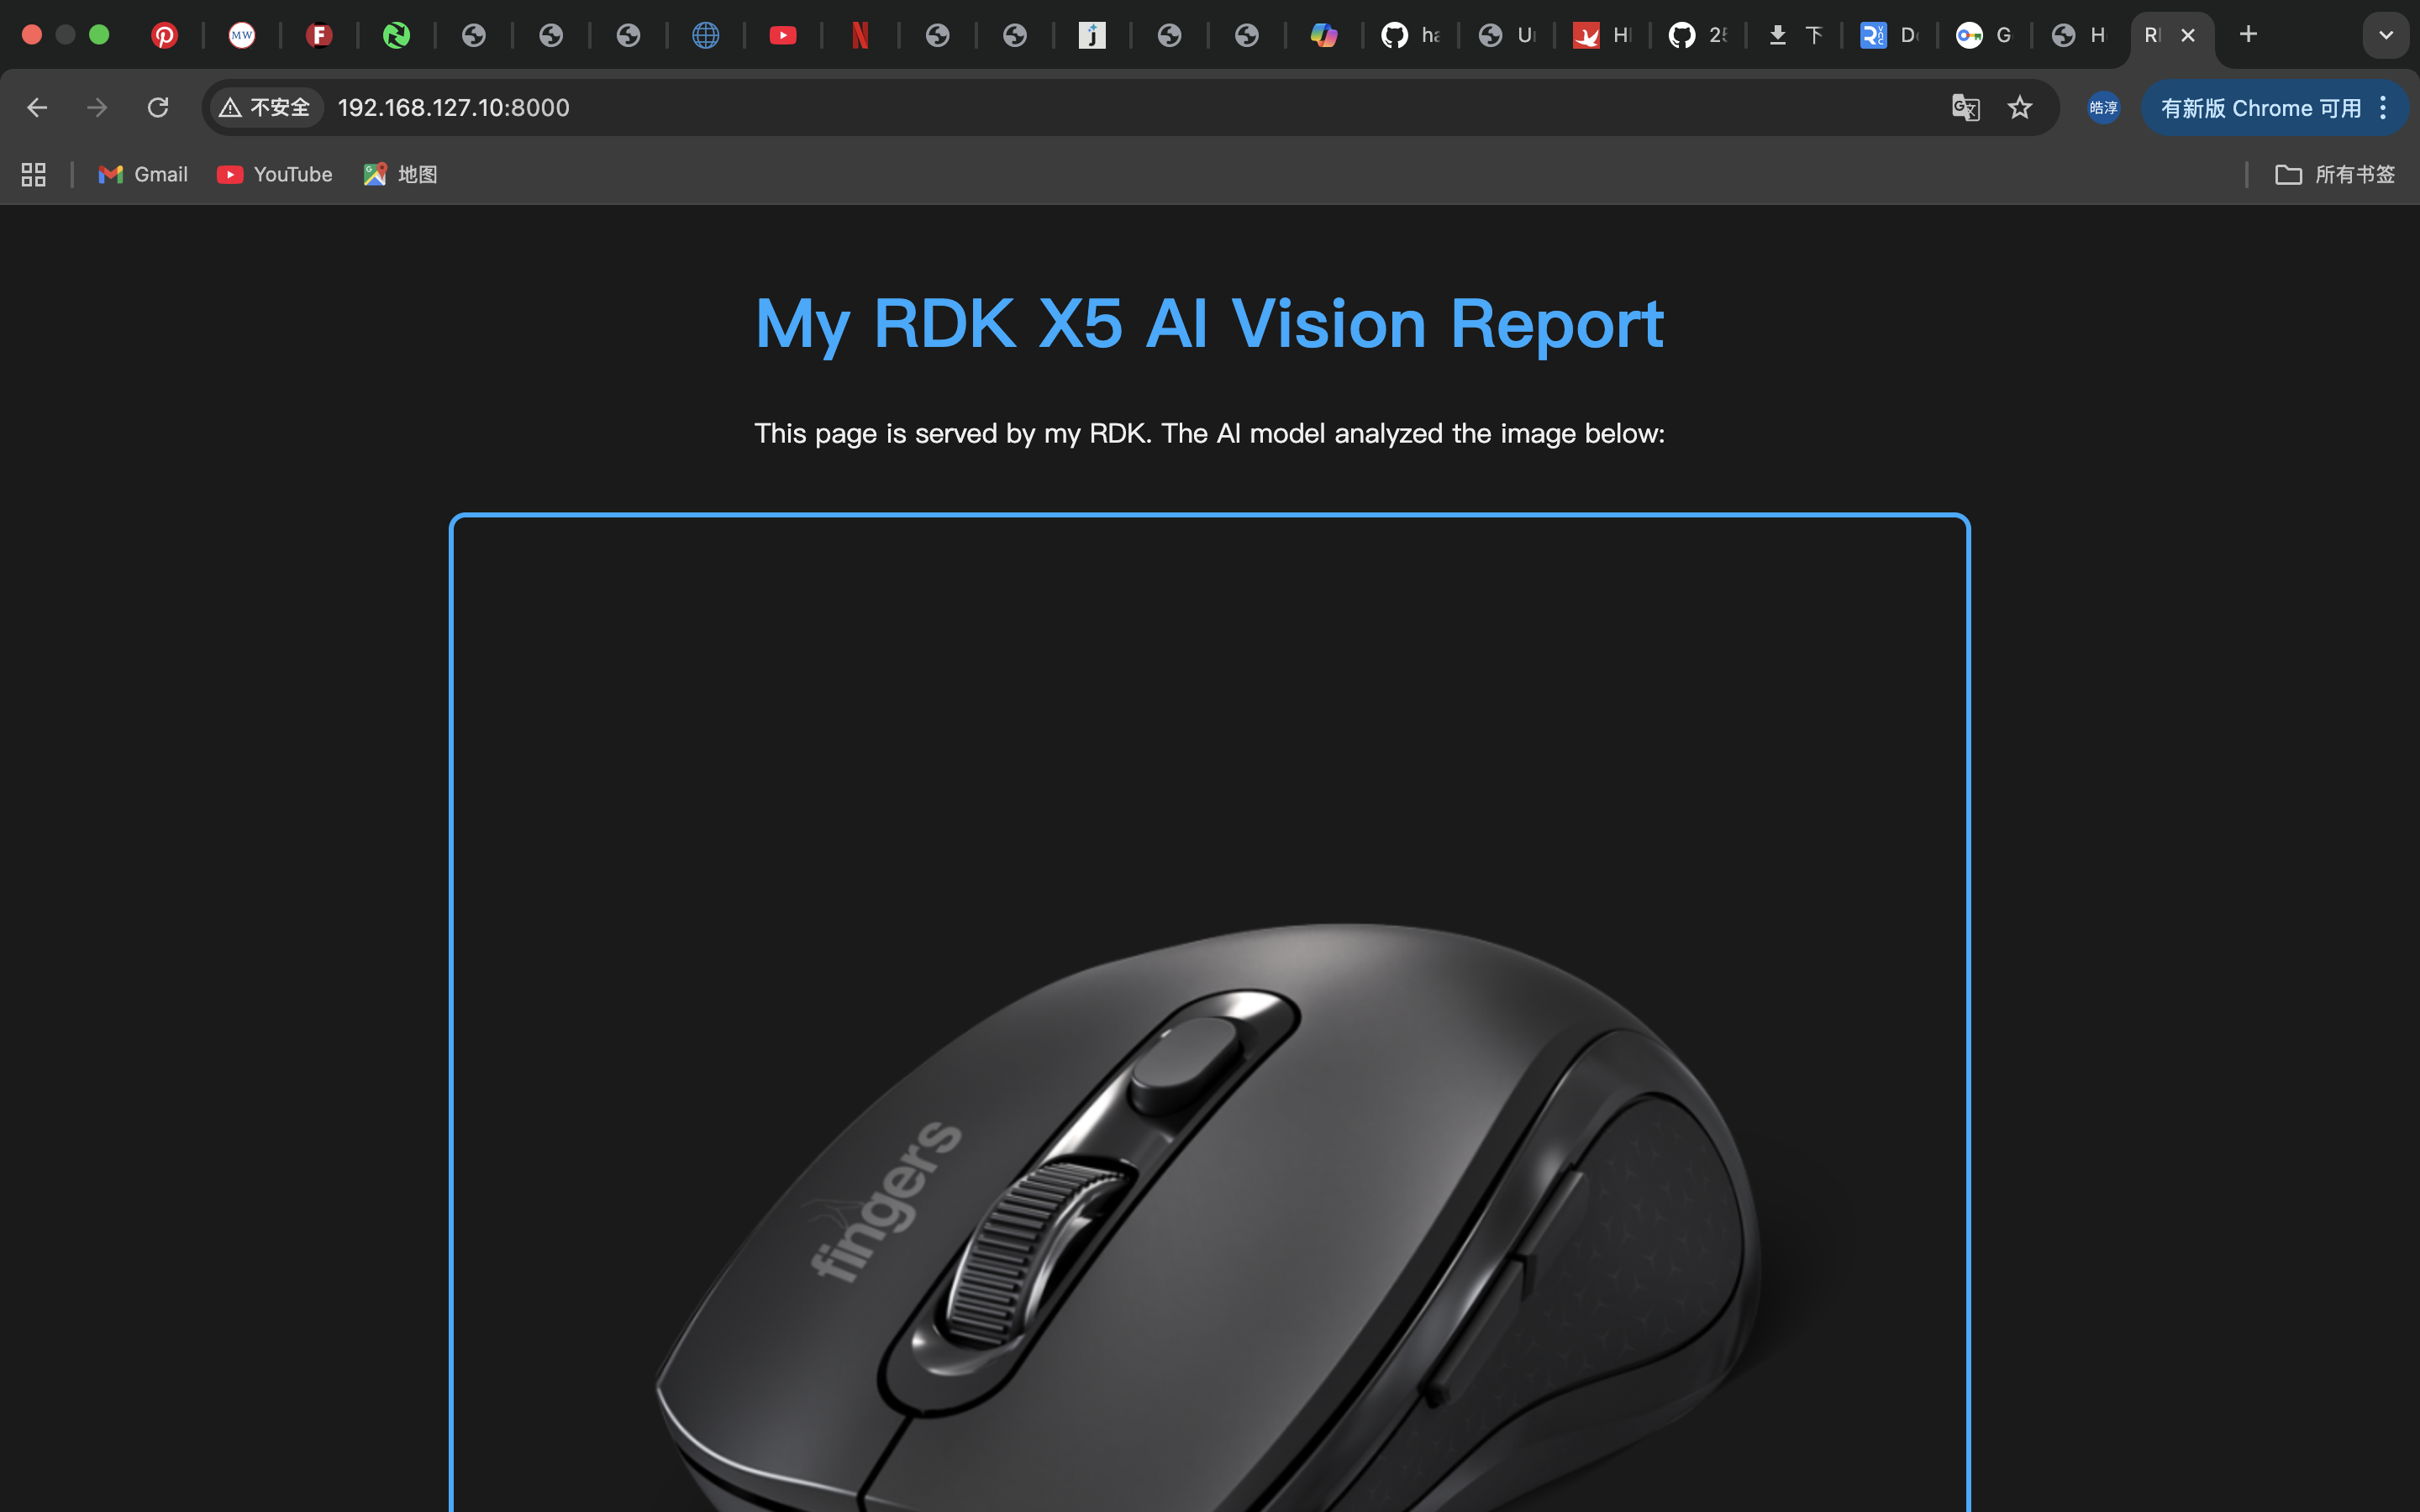 MW
F
N
j
ha
U
H
25
下
D
G
H
R
不安全
192.168.127.10:8000
皓淳
有新版 Chrome 可用
Gmail
YouTube
地图
所有书签
My RDK X5 AI Vision Report
This page is served by my RDK. The AI model analyzed the image below:
fingers